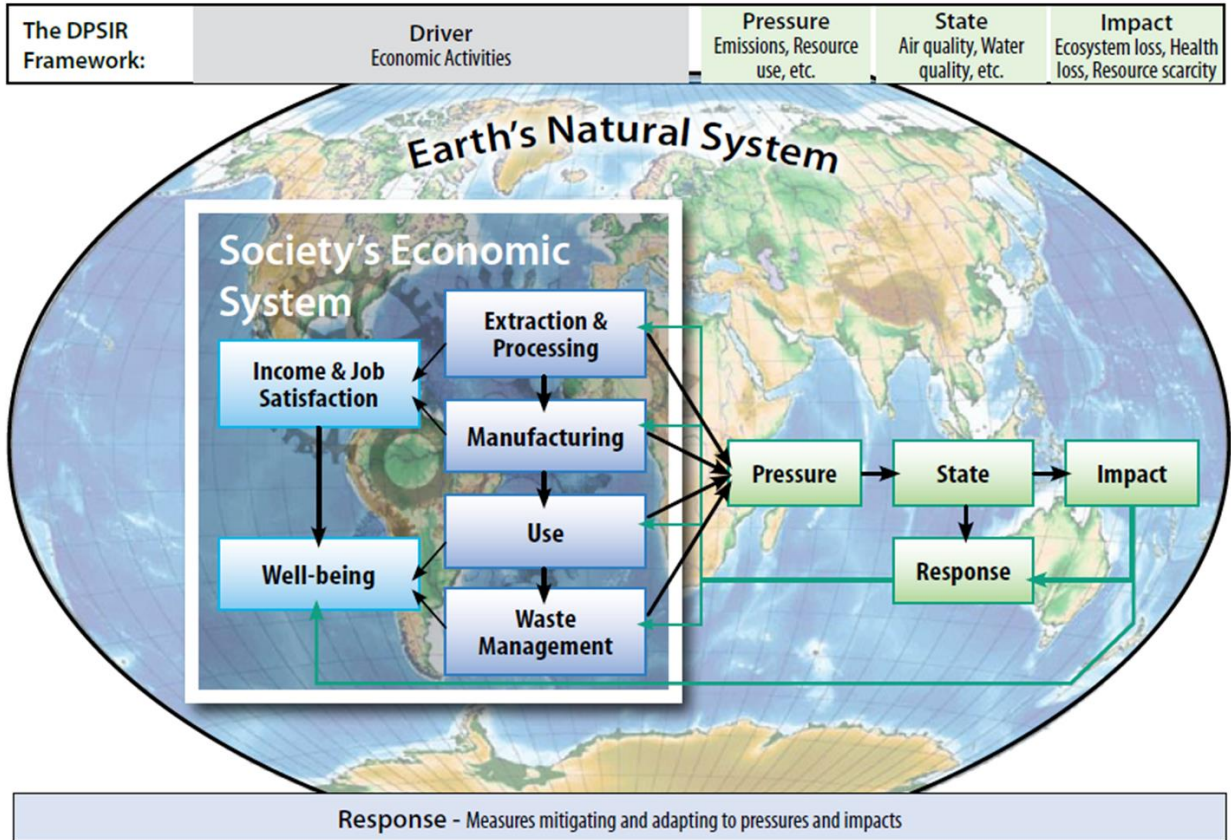 The DPSIR
Framework:
Driver
Economic Activities
Pressure
Emissions, Resource
use, etc.
State
Air quality, Water
quality, etc.
Impact
Ecosystem loss, Health
loss, Resource scarcity
Earth's Natural System
Society's Economic
System
Extraction &
Processing
Income & Job
Satisfaction
Manufacturing
Pressure
State
Impact
Use
Well-being
Response
Waste
Management
Response - Measures mitigating and adapting to pressures and impacts